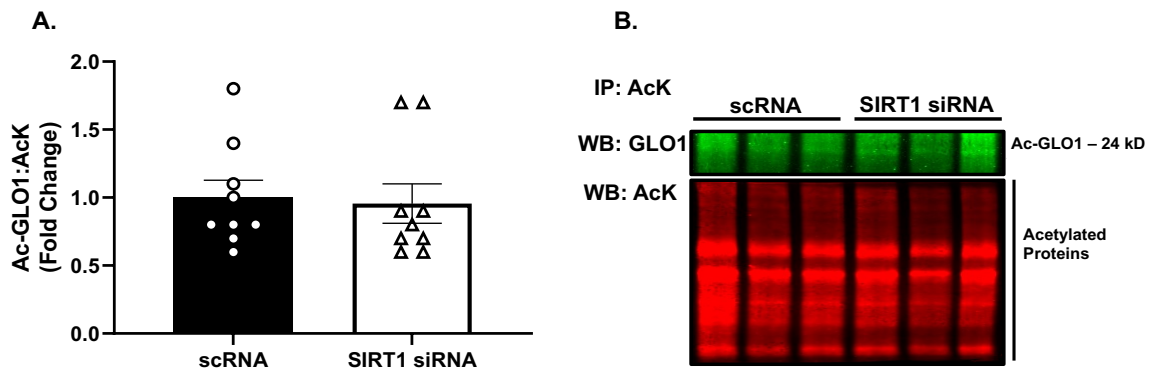 A.
Ac-GLO1:AcK
(Fold Change)
2.0
1.5
1.0
0.5
0.0
scRNA
SIRT1 siRNA
B.
IP: AcK
scRNA
SIRT1 siRNA
WB: GLO1
Ac-GLO1 – 24 kD
WB: AcK
Acetylated
Proteins